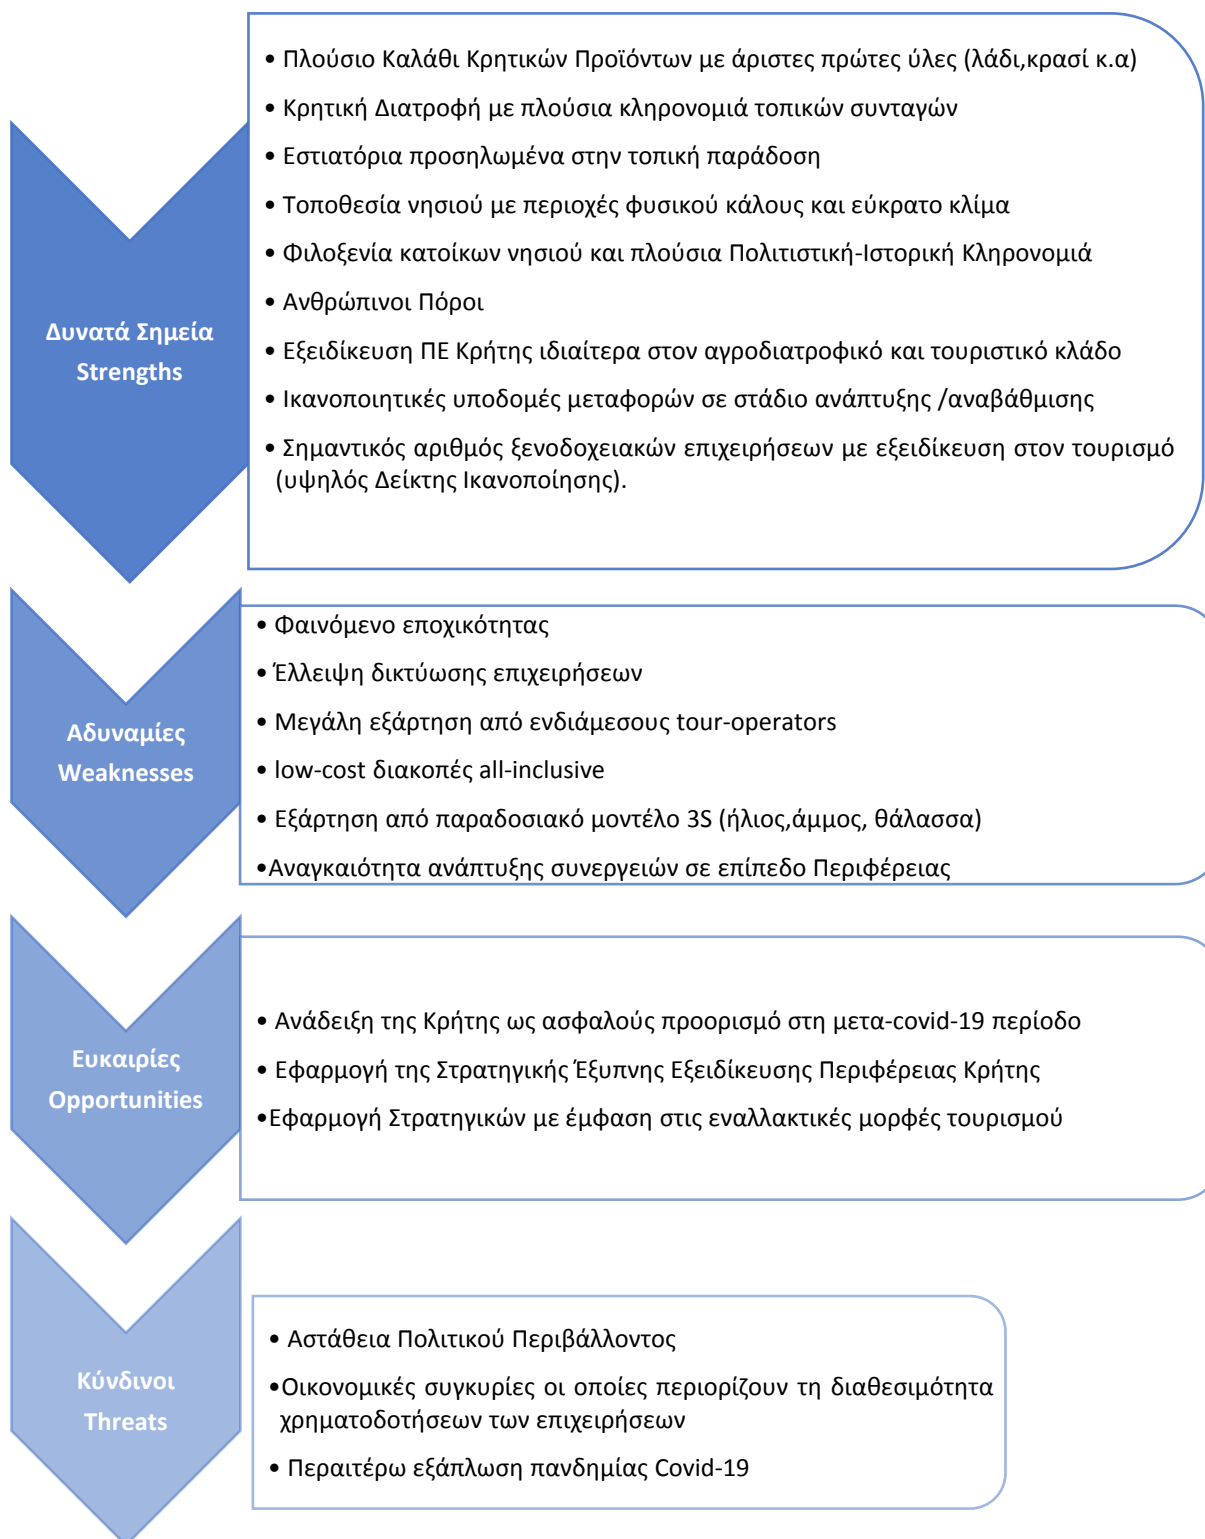 Δυνατά Σημεία
Strengths
• Πλούσιο Καλάθι Κρητικών Προϊόντων με άριστες πρώτες ύλες (λάδι,κρασί κ.α)
• Κρητική Διατροφή με πλούσια κληρονομιά τοπικών συνταγών
• Εστιατόρια προσηλωμένα στην τοπική παράδοση
• Τοποθεσία νησιού με περιοχές φυσικού κάλους και εύκρατο κλίμα
• Φιλοξενία κατοίκων νησιού και πλούσια Πολιτιστική-Ιστορική Κληρονομιά
• Ανθρώπινοι Πόροι
• Εξειδίκευση ΠΕ Κρήτης ιδιαίτερα στον αγροδιατροφικό και τουριστικό κλάδο
• Ικανοποιητικές υποδομές μεταφορών σε στάδιο ανάπτυξης /αναβάθμισης
• Σημαντικός αριθμός ξενοδοχειακών επιχειρήσεων με εξειδίκευση στον τουρισμό
(υψηλός Δείκτης Ικανοποίησης).
Αδυναμίες
Weaknesses
• Φαινόμενο εποχικότητας
• Έλλειψη δικτύωσης επιχειρήσεων
• Μεγάλη εξάρτηση από ενδιάμεσους tour-operators
• low-cost διακοπές all-inclusive
• Εξάρτηση από παραδοσιακό μοντέλο 3S (ήλιος,άμμος, θάλασσα)
•Αναγκαιότητα ανάπτυξης συνεργειών σε επίπεδο Περιφέρειας
Ευκαιρίες
Opportunities
• Ανάδειξη της Κρήτης ως ασφαλούς προορισμό στη μετα-covid-19 περίοδο
• Εφαρμογή της Στρατηγικής Έξυπνης Εξειδίκευσης Περιφέρειας Κρήτης
•Εφαρμογή Στρατηγικών με έμφαση στις εναλλακτικές μορφές τουρισμού
Κύνδινοι
Threats
• Αστάθεια Πολιτικού Περιβάλλοντος
•Οικονομικές συγκυρίες οι οποίες περιορίζουν τη διαθεσιμότητα
χρηματοδοτήσεων των επιχειρήσεων
• Περαιτέρω εξάπλωση πανδημίας Covid-19